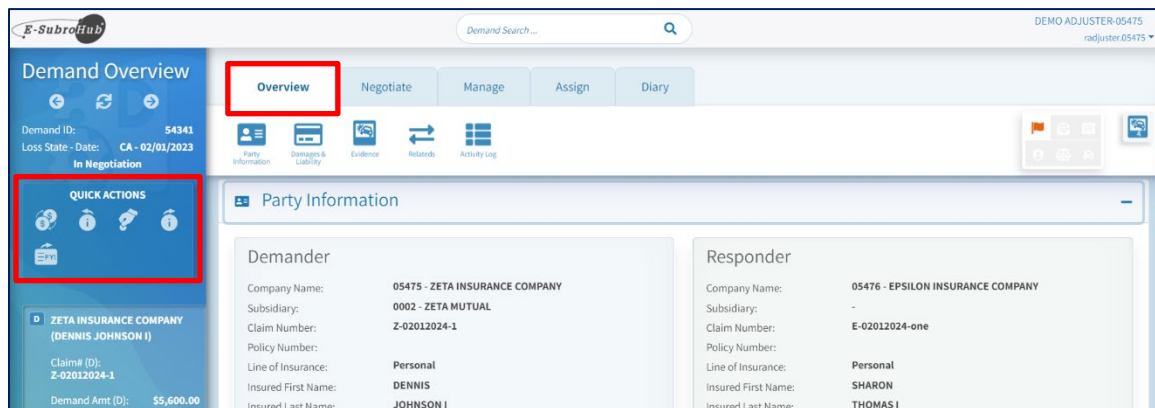 E-SubroHub
Demand Search ...
DEMO ADJUSTER-05475
radjuster.05475
Demand Overview
Demand ID: 54341
Loss State - Date: CA - 02/01/2023
In Negotiation
QUICK ACTIONS
FYI
D ZETA INSURANCE COMPANY
(DENNIS JOHNSON I)
Claim# (D):
Z-02012024-1
Demand Amt (D): $5,600.00
Overview Negotiate Manage Assign Diary
Party Information
Damages & Liability
Evidence
Relateds
Activity Log
4
Party Information
Demander
Company Name: 05475 - ZETA INSURANCE COMPANY
Subsidiary: 0002 - ZETA MUTUAL
Claim Number: Z-02012024-1
Policy Number:
Line of Insurance: Personal
Insured First Name: DENNIS
Insured Last Name: JOHNSON I
Responder
Company Name: 05476 - EPSILON INSURANCE COMPANY
Subsidiary: -
Claim Number: E-02012024-one
Policy Number:
Line of Insurance: Personal
Insured First Name: SHARON
Insured Last Name: THOMAS I